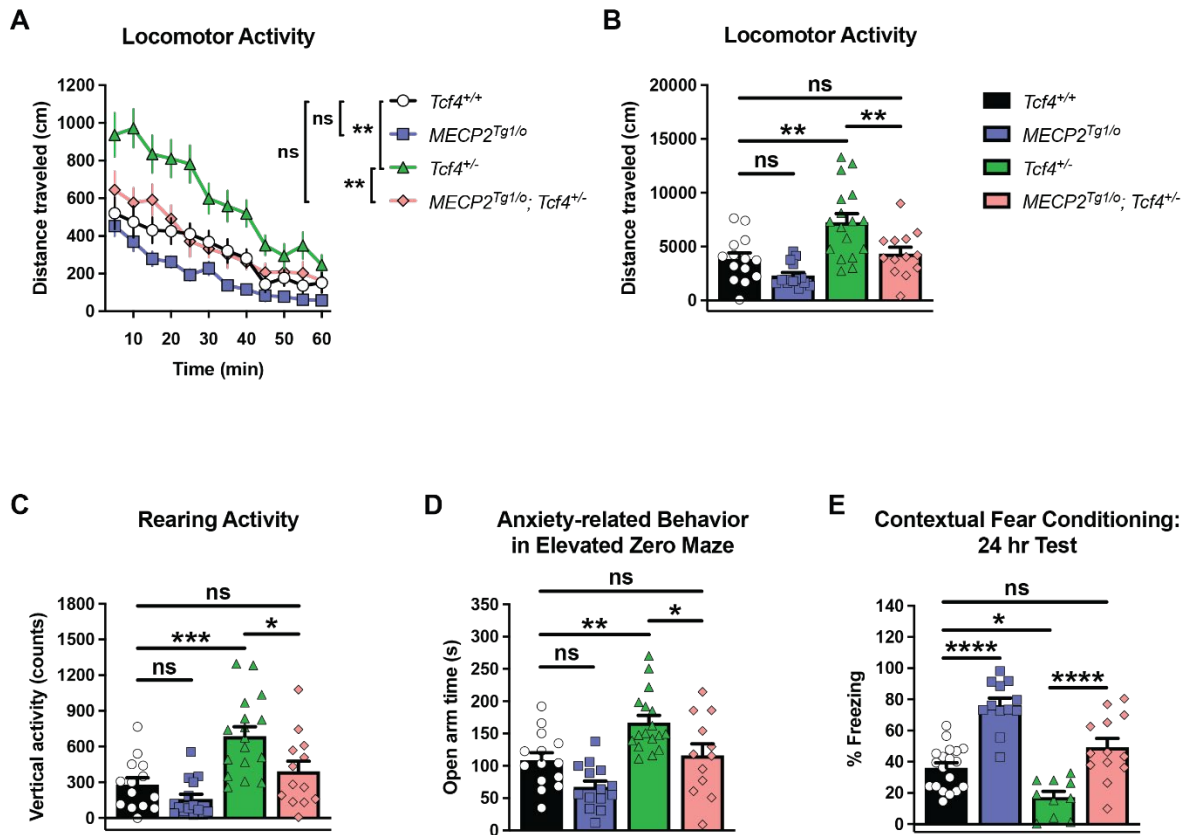 A
Locomotor Activity
1200
1000
800
600
400
200
0
Distance traveled (cm)
10 20 30 40 50 60
Time (min)
ns
ns
**
**
Tcf4+/+
MECP2Tg1/o
Tcf4+/-
MECP2Tg1/o; Tcf4+/-
B
Locomotor Activity
20000
15000
10000
5000
0
Distance traveled (cm)
ns
**
**
ns
Tcf4+/+
MECP2Tg1/o
Tcf4+/-
MECP2Tg1/o; Tcf4+/-
C
Rearing Activity
1800
1500
1200
900
600
300
0
Vertical activity (counts)
ns
***
*
ns
D
Anxiety-related Behavior
in Elevated Zero Maze
350
300
250
200
150
100
50
0
Open arm time (s)
ns
**
*
ns
E
Contextual Fear Conditioning:
24 hr Test
140
120
100
80
60
40
20
0
% Freezing
ns
*
****
****